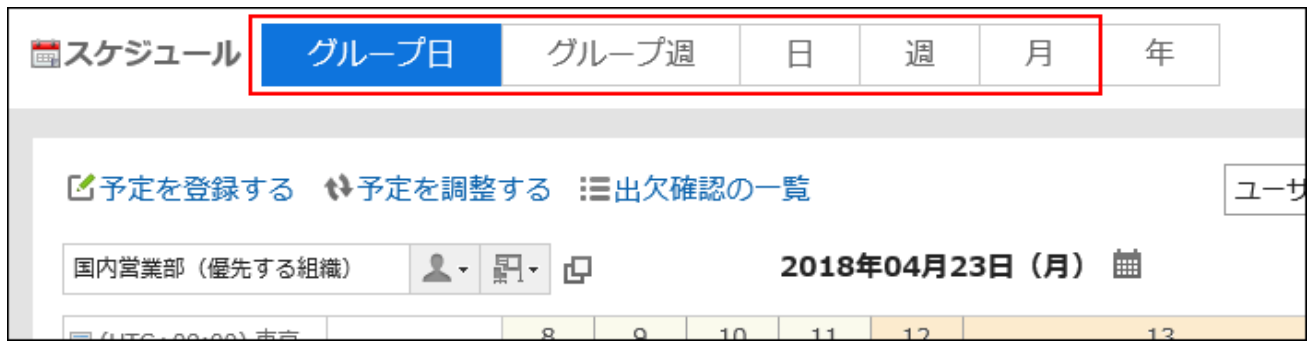 スケジュール グループ日 グループ週 日 週 月 年
予定を登録する 予定を調整する 出欠確認の一覧 ユーサ
国内営業部（優先する組織） 2018年04月23日（月）
8 9 10 11 12 13